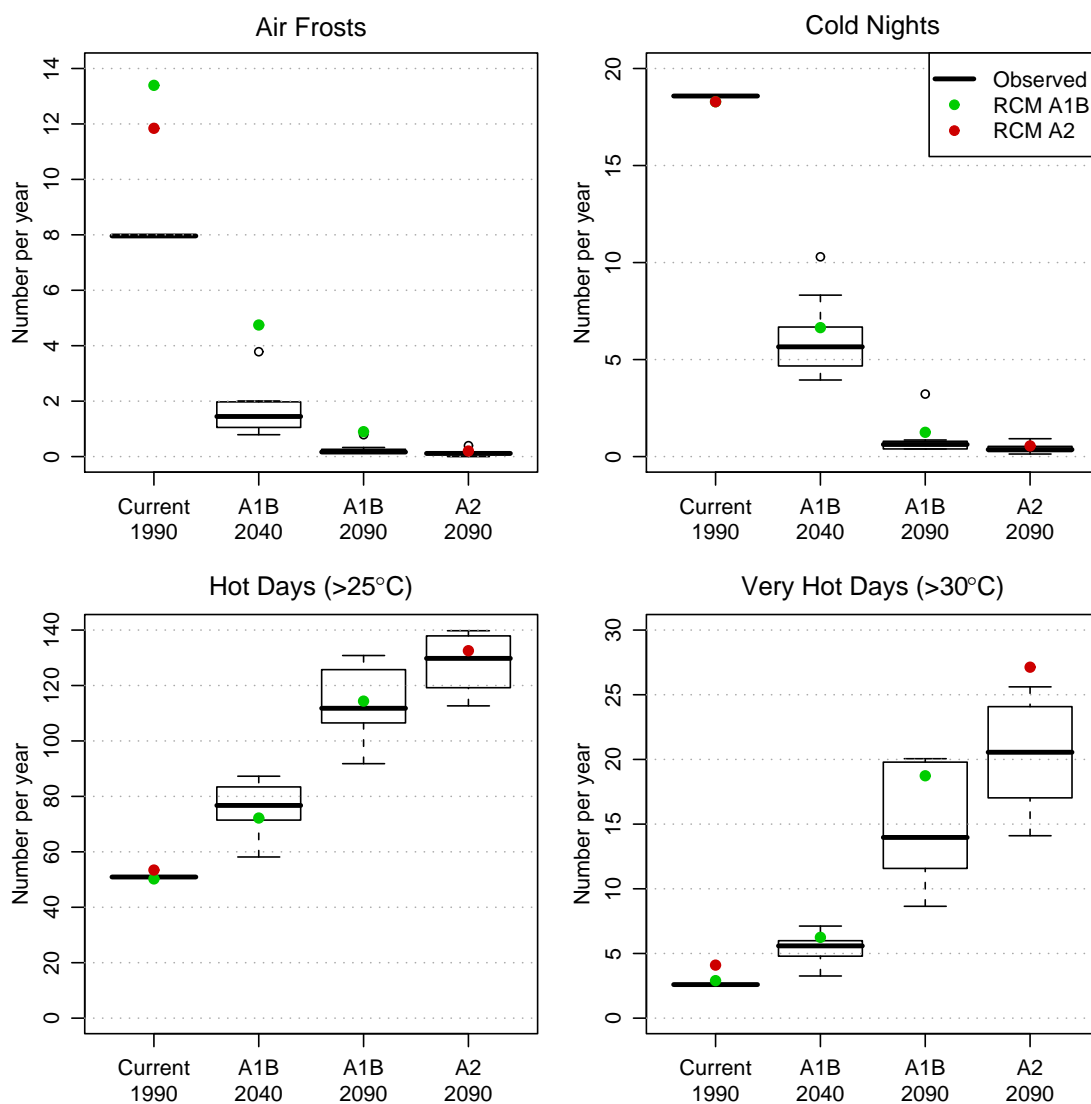 Air Frosts
Number per year
0
2
4
6
8
10
12
14
Current
1990
A1B
2040
A1B
2090
A2
2090
Cold Nights
Number per year
0
5
10
15
20
Observed
RCM A1B
RCM A2
Current
1990
A1B
2040
A1B
2090
A2
2090
Hot Days (>25°C)
Number per year
0
20
40
60
80
100
120
140
Current
1990
A1B
2040
A1B
2090
A2
2090
Very Hot Days (>30°C)
Number per year
0
5
10
15
20
25
30
Current
1990
A1B
2040
A1B
2090
A2
2090